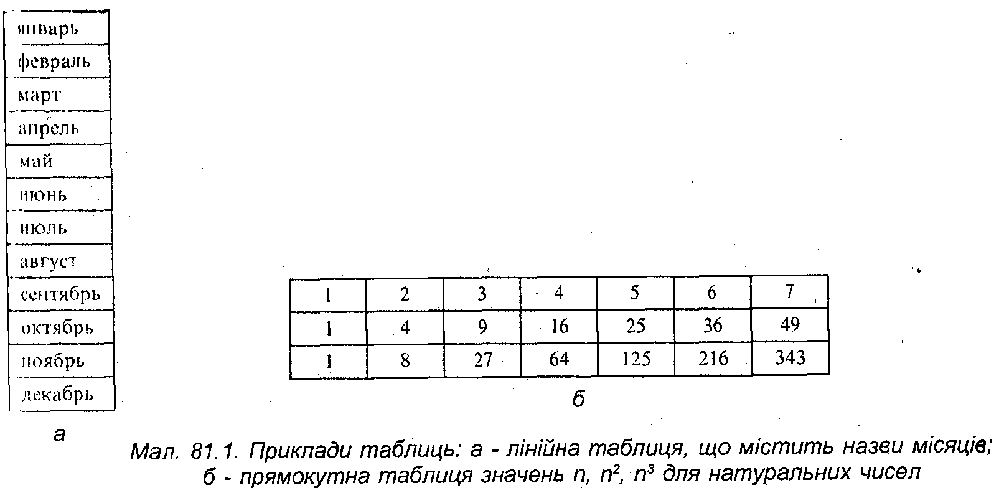 январь
февраль
март
апрель
май
июнь
июль
август
сентябрь
октябрь
ноябрь
декабрь
а
1 2 3 4 5 6 7
1 4 9 16 25 36 49
1 8 27 64 125 216 343
б
Мал. 81.1. Приклади таблиць: а - лінійна таблиця, що містить назви місяців;
б - прямокутна таблиця значень n, n², n³ для натуральних чисел